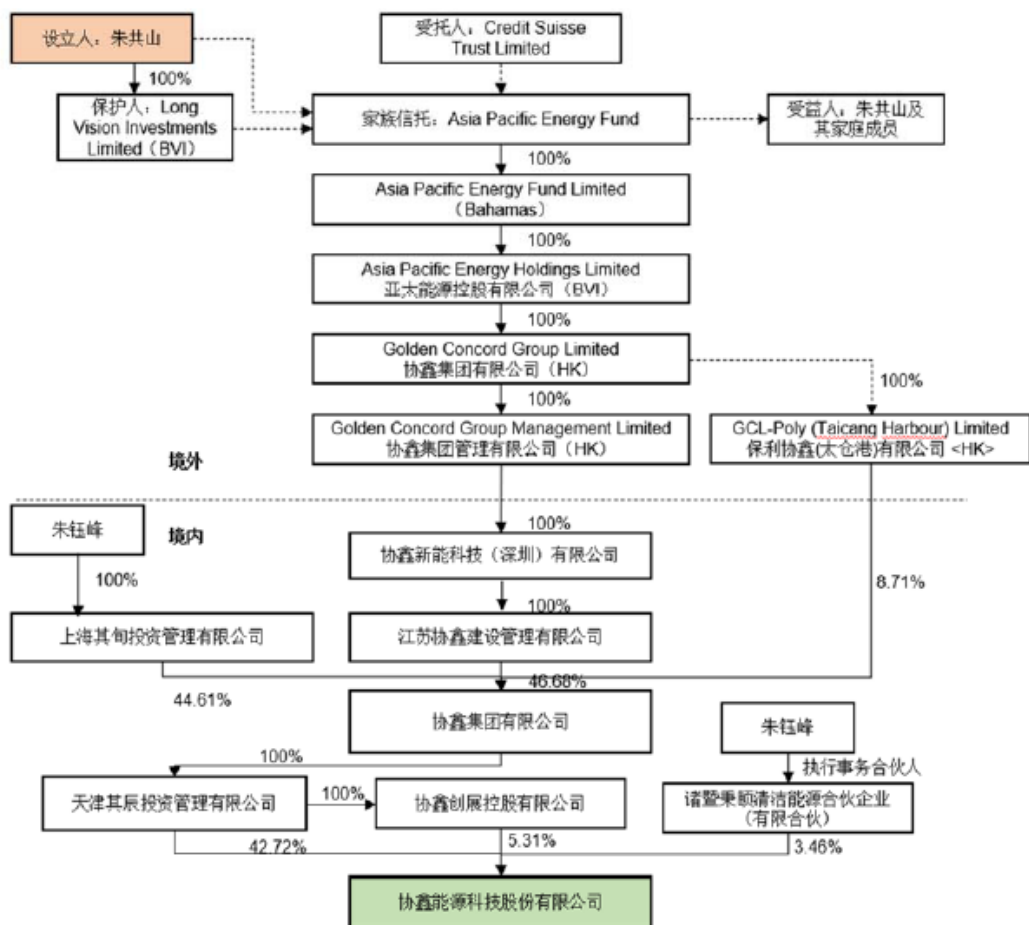 设立人：朱共山
受托人：Credit Suisse
Trust Limited
100%
保护人：Long
Vision Investments
Limited（BVI）
家族信托：Asia Pacific Energy Fund
受益人：朱共山及
其家庭成员
100%
Asia Pacific Energy Fund Limited
（Bahamas）
100%
Asia Pacific Energy Holdings Limited
亚太能源控股有限公司（BVI）
100%
Golden Concord Group Limited
协鑫集团有限公司（HK）
100%
100%
Golden Concord Group Management Limited
协鑫集团管理有限公司（HK）
GCL-Poly (Taicang Harbour) Limited
保利协鑫(太仓港)有限公司 <HK>
境外
境内
朱钰峰
100%
100%
协鑫新能科技（深圳）有限公司
8.71%
100%
上海其旬投资管理有限公司
江苏协鑫建设管理有限公司
44.61%
46.68%
协鑫集团有限公司
朱钰峰
100%
执行事务合伙人
天津其辰投资管理有限公司
100%
协鑫创展控股有限公司
诸暨秉颐清洁能源合伙企业
（有限合伙）
42.72%
5.31%
3.46%
协鑫能源科技股份有限公司